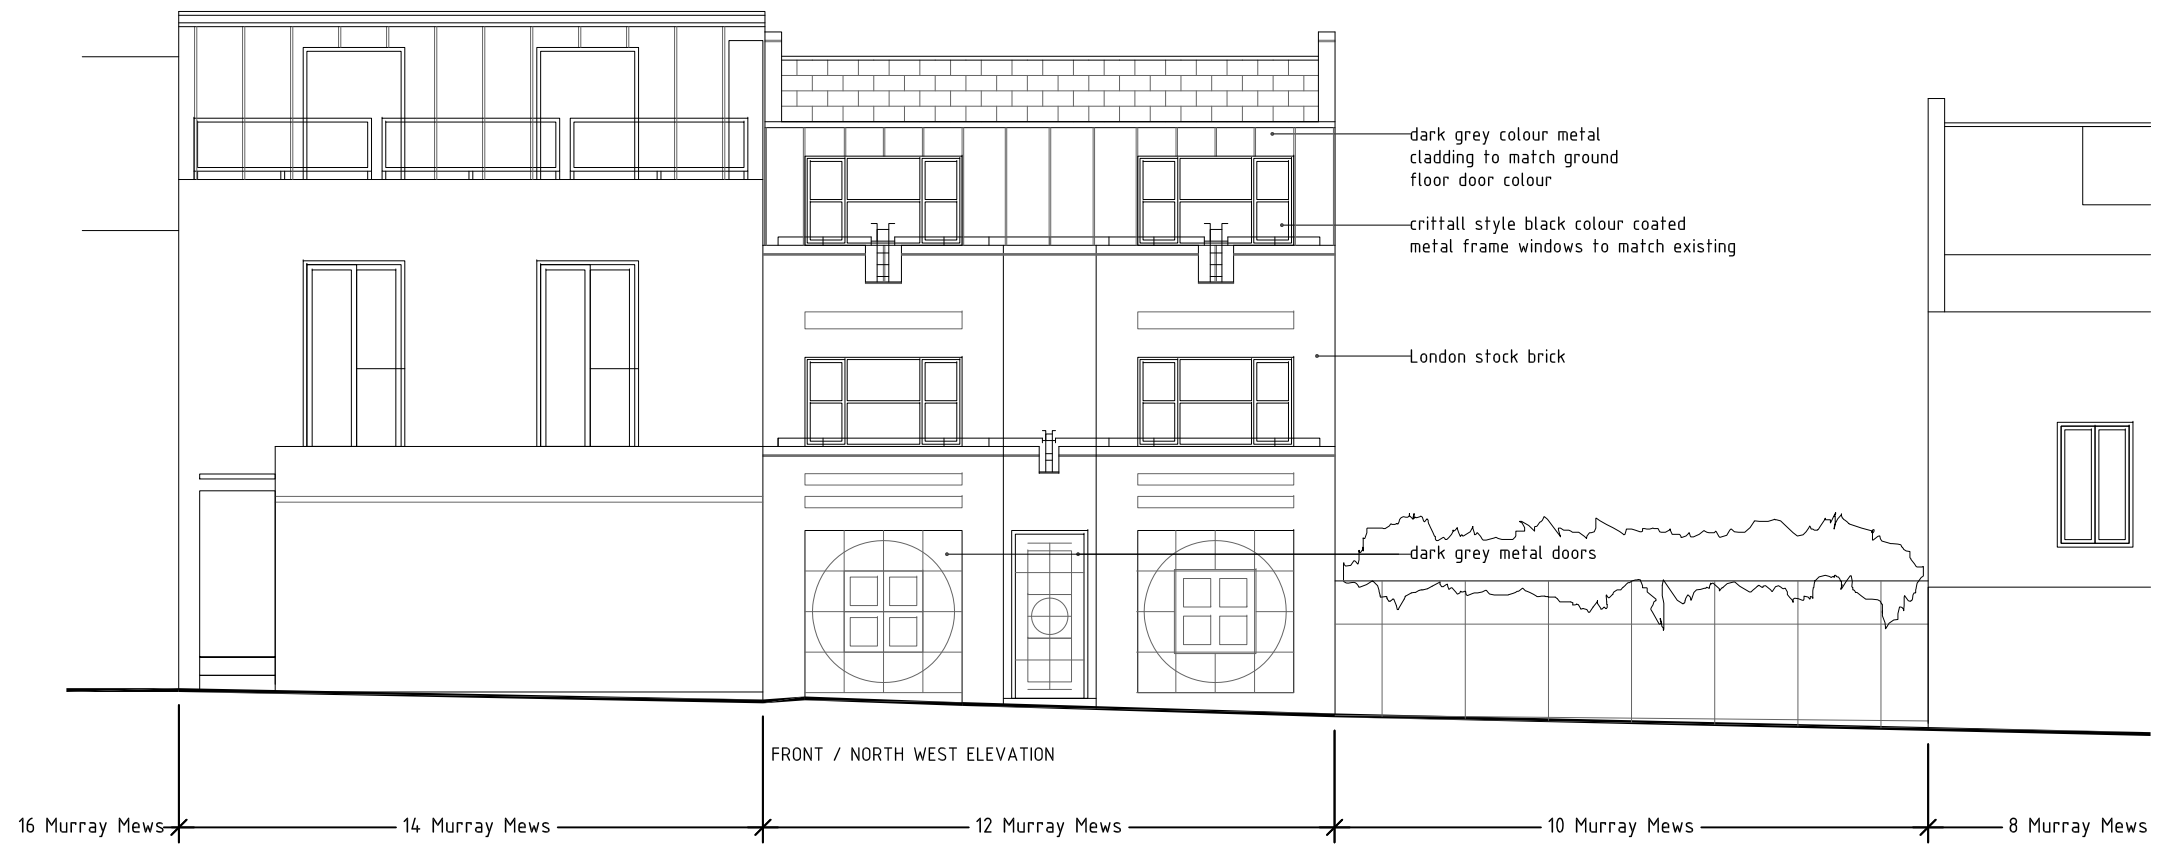 dark grey colour metal
cladding to match ground
floor door colour
crittall style black colour coated
metal frame windows to match existing
London stock brick
dark grey metal doors
FRONT / NORTH WEST ELEVATION
16 Murray Mews
14 Murray Mews
12 Murray Mews
10 Murray Mews
8 Murray Mews